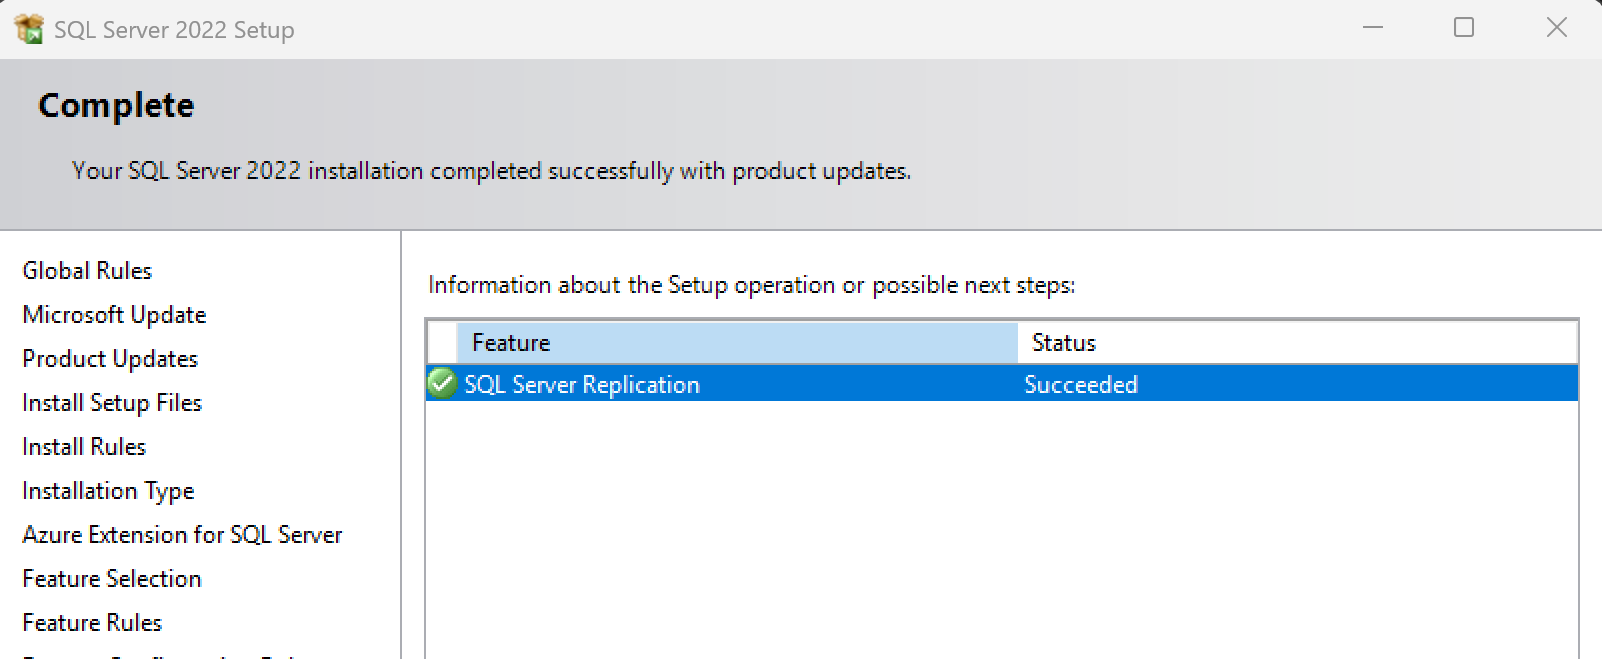 SQL Server 2022 Setup
Complete
Your SQL Server 2022 installation completed successfully with product updates.
Global Rules
Microsoft Update
Product Updates
Install Setup Files
Install Rules
Installation Type
Azure Extension for SQL Server
Feature Selection
Feature Rules
Information about the Setup operation or possible next steps:
Feature Status
SQL Server Replication Succeeded